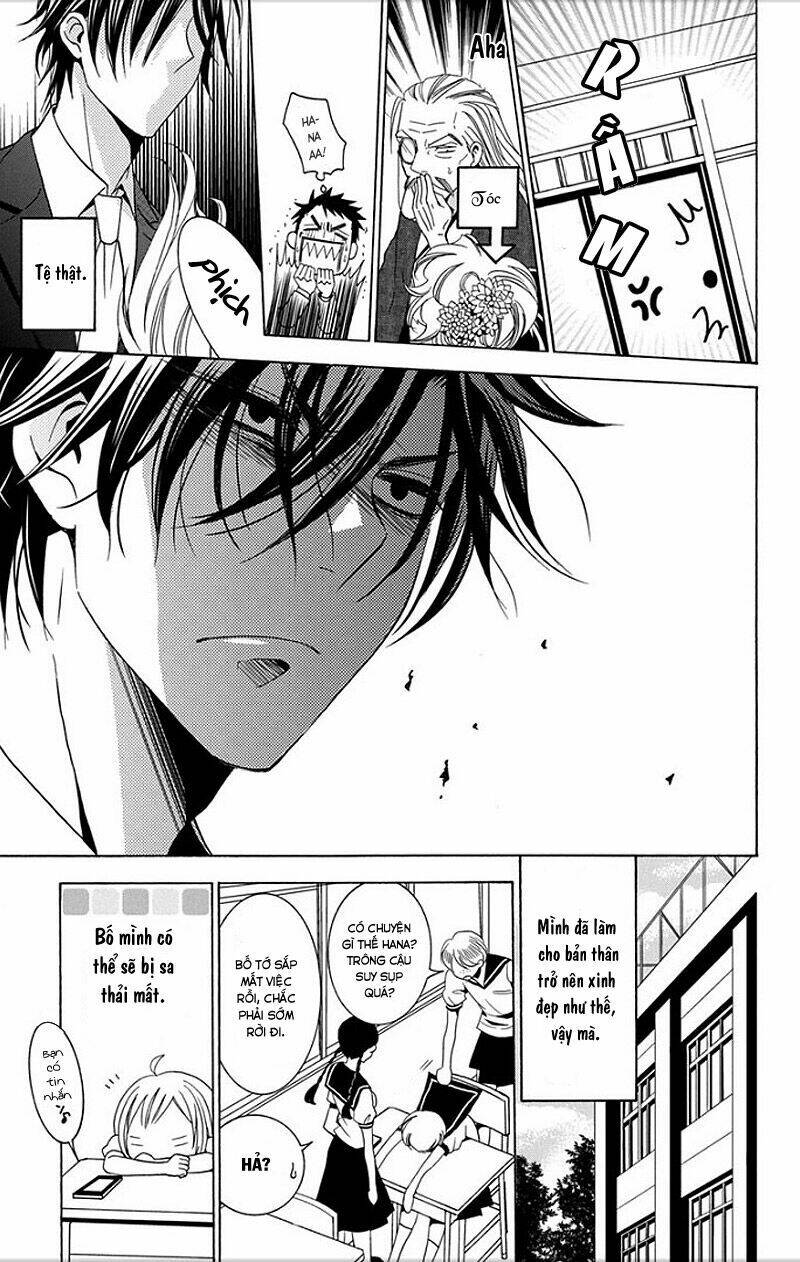 RẦM
Aha
Tóc
HA-
NA
AA!
phịch
Tệ thật.
Mình đã làm
cho bản thân
trở nên xinh
đẹp như thế,
vậy mà.
CÓ CHUYỆN
GÌ THẾ HANA?
TRÔNG CẬU
SUY SỤP
QUÁ?
BỐ TỚ SẮP
MẤT VIỆC
RỒI, CHẮC
PHẢI SỚM
RỜI ĐI.
HẢ?
Bố mình có
thể sẽ bị sa
thải mất.
Bạn
có
tin
nhắn